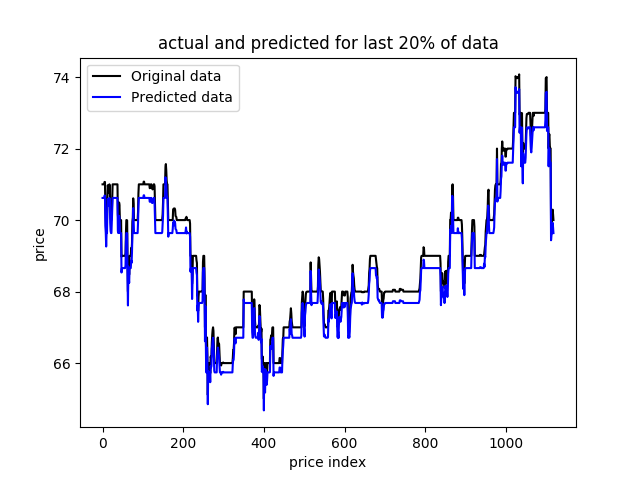 actual and predicted for last 20% of data
Original data
Predicted data
price
74
72
70
68
66
0 200 400 600 800 1000
price index